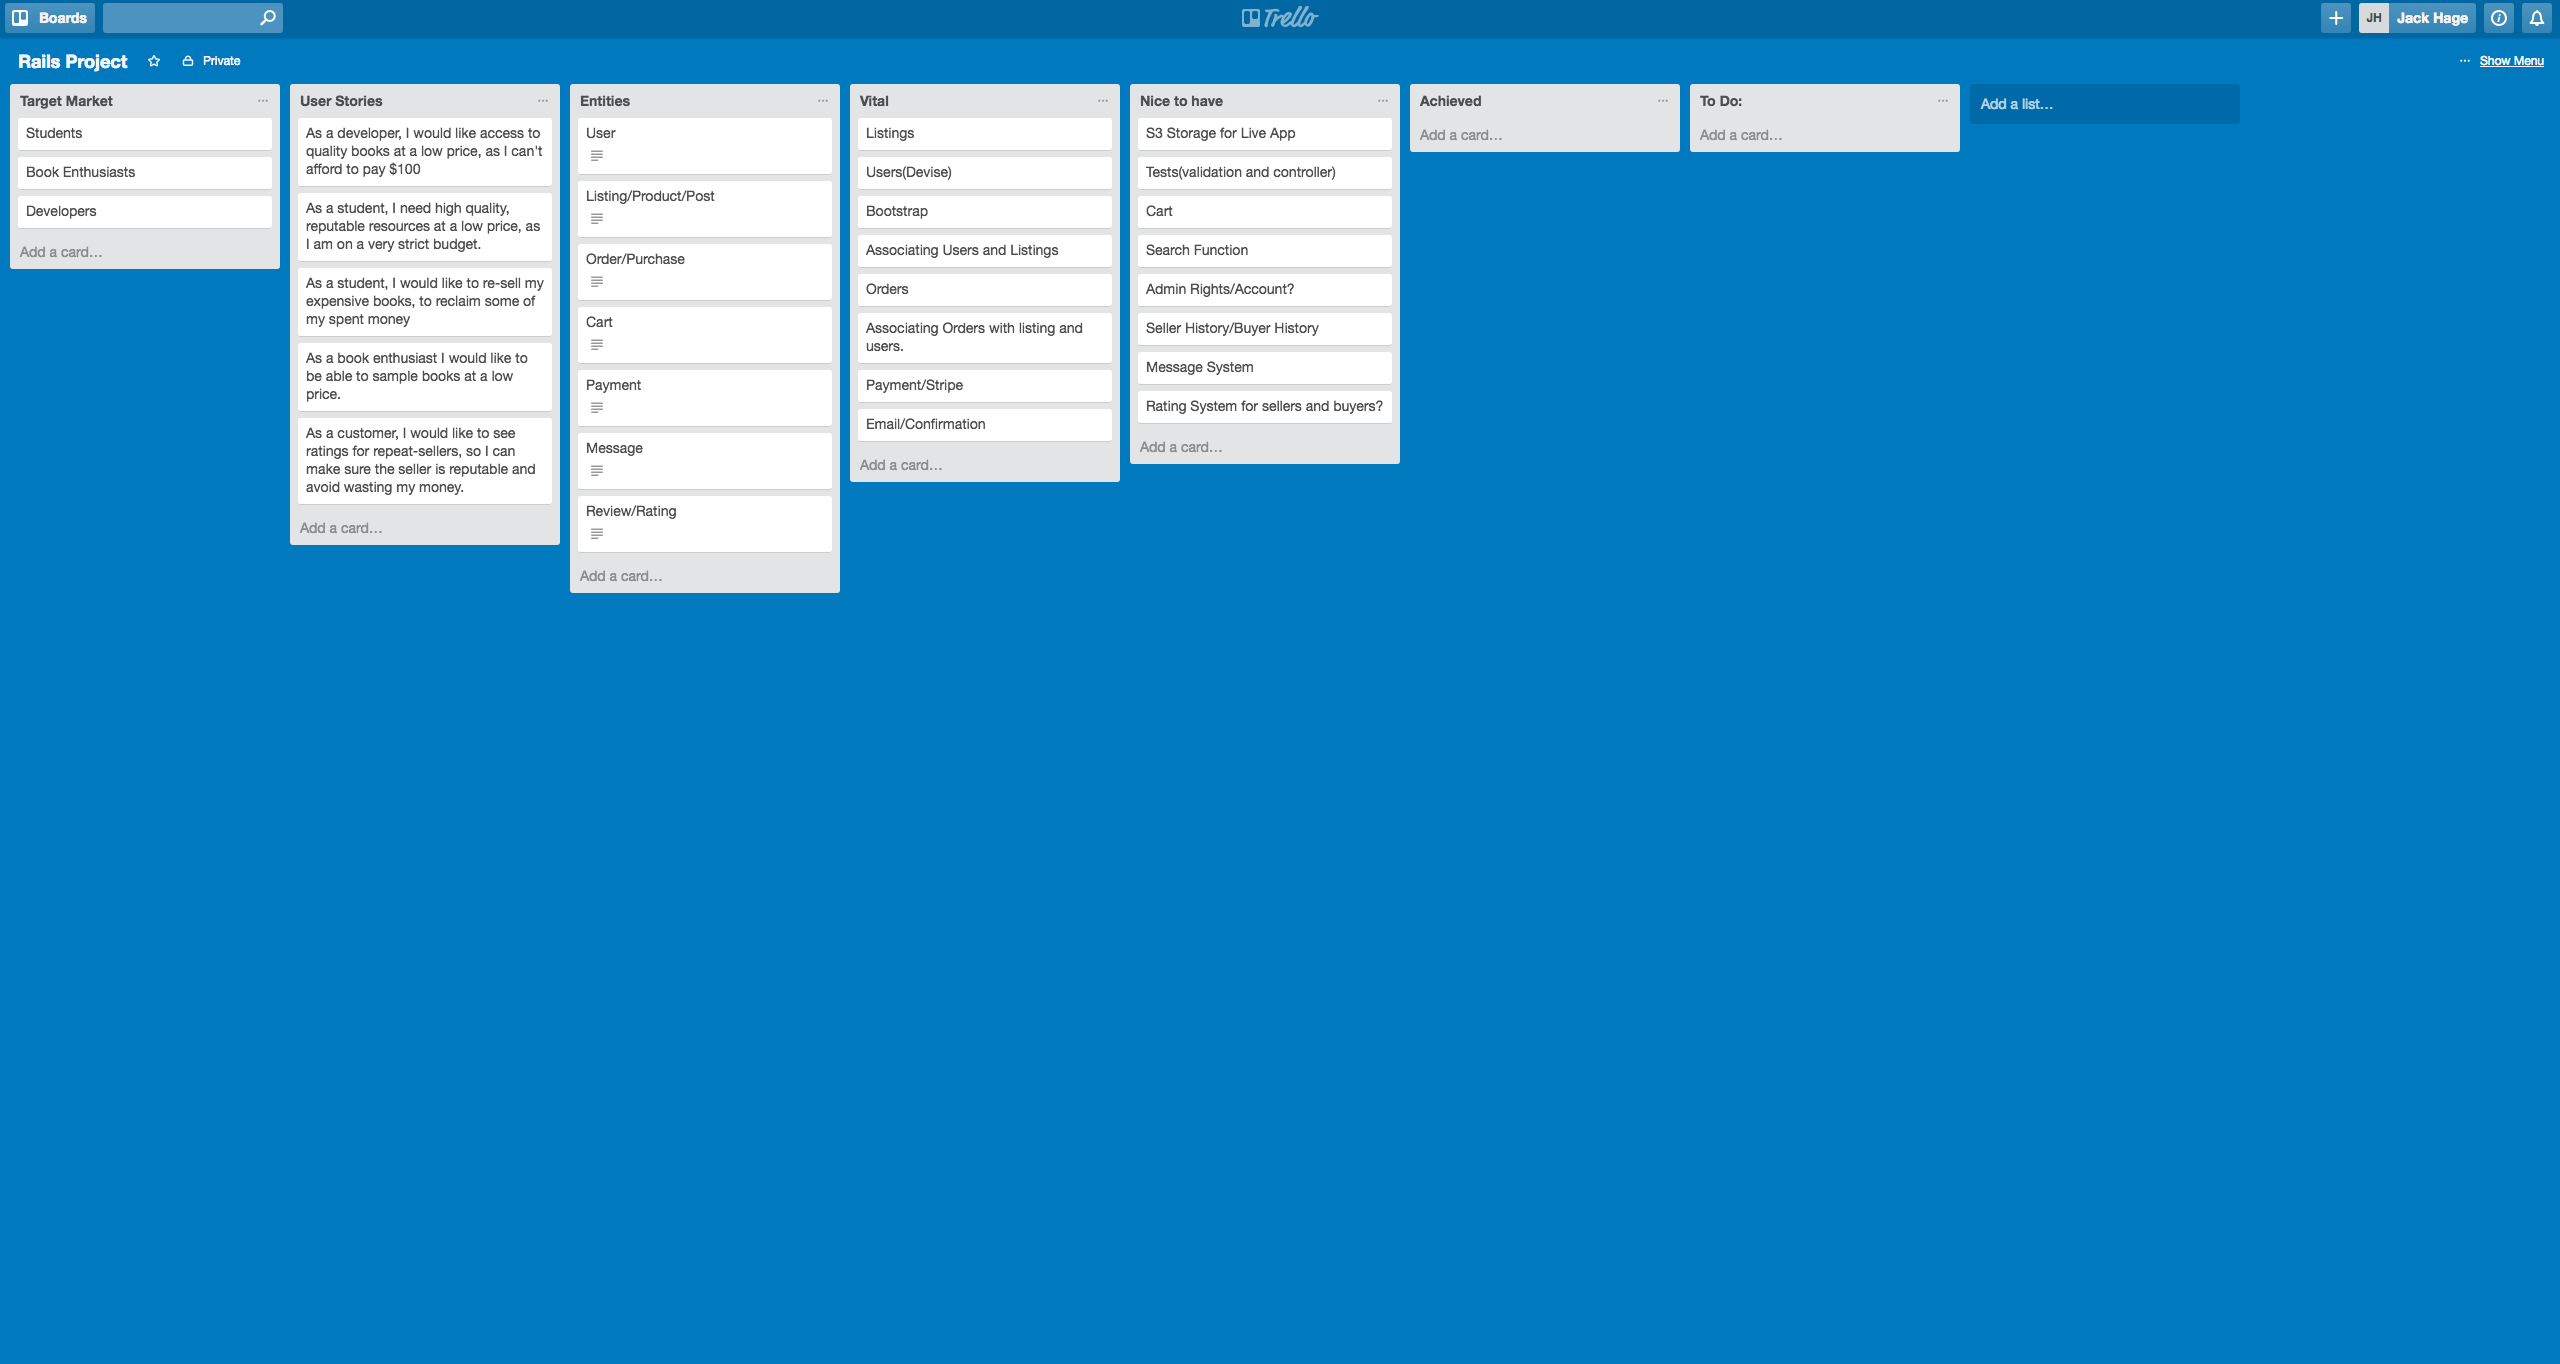 Boards
Trello
JH Jack Hage
Rails Project
Private
... Show Menu
Target Market
Students
Book Enthusiasts
Developers
Add a card...
User Stories
As a developer, I would like access to
quality books at a low price, as I can't
afford to pay $100
As a student, I need high quality,
reputable resources at a low price, as
I am on a very strict budget.
As a student, I would like to re-sell my
expensive books, to reclaim some of
my spent money
As a book enthusiast I would like to
be able to sample books at a low
price.
As a customer, I would like to see
ratings for repeat-sellers, so I can
make sure the seller is reputable and
avoid wasting my money.
Add a card...
Entities
User
Listing/Product/Post
Order/Purchase
Cart
Payment
Message
Review/Rating
Add a card...
Vital
Listings
Users(Devise)
Bootstrap
Associating Users and Listings
Orders
Associating Orders with listing and
users.
Payment/Stripe
Email/Confirmation
Add a card...
Nice to have
S3 Storage for Live App
Tests(validation and controller)
Cart
Search Function
Admin Rights/Account?
Seller History/Buyer History
Message System
Rating System for sellers and buyers?
Add a card...
Achieved
Add a card...
To Do:
Add a card...
Add a list...